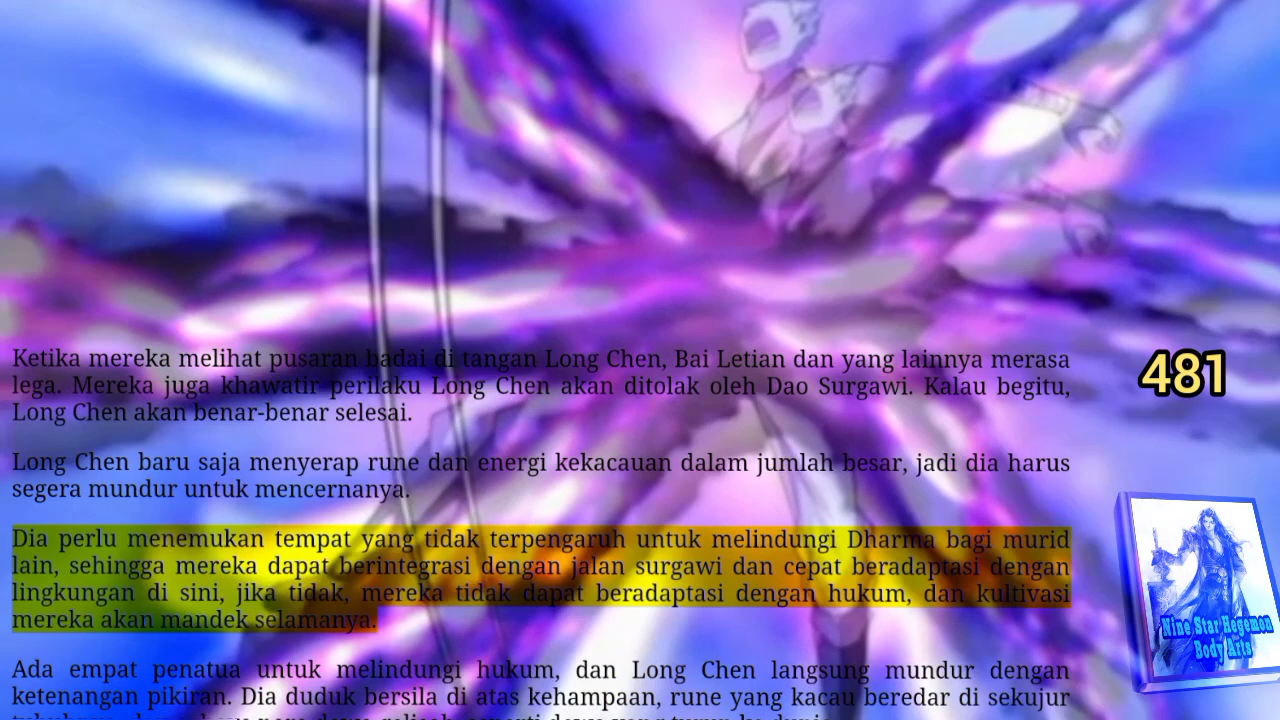 Ketika mereka melihat pusaran badai di tangan Long Chen, Bai Letian dan yang lainnya merasa
lega. Mereka juga khawatir perilaku Long Chen akan ditolak oleh Dao Surgawi. Kalau begitu,
Long Chen akan benar-benar selesai.
481
Long Chen baru saja menyerap rune dan energi kekacauan dalam jumlah besar, jadi dia harus
segera mundur untuk mencernanya.
Dia perlu menemukan tempat yang tidak terpengaruh untuk melindungi Dharma bagi murid
lain, sehingga mereka dapat berintegrasi dengan jalan surgawi dan cepat beradaptasi dengan
lingkungan di sini, jika tidak, mereka tidak dapat beradaptasi dengan hukum, dan kultivasi
mereka akan mandek selamanya.
Nine Star Hegemon
Body Arts
Ada empat penatua untuk melindungi hukum, dan Long Chen langsung mundur dengan
ketenangan pikiran. Dia duduk bersila di atas kehampaan, rune yang kacau beredar di sekujur